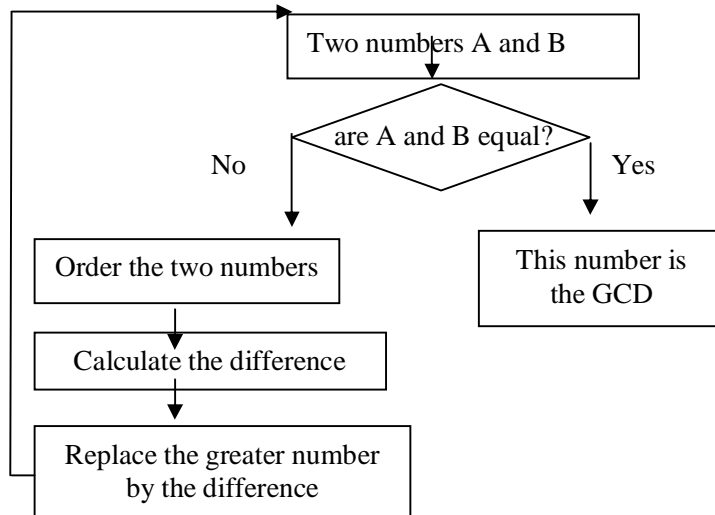 Two numbers A and B
are A and B equal?
No
Yes
Order the two numbers
This number is
the GCD
Calculate the difference
Replace the greater number
by the difference